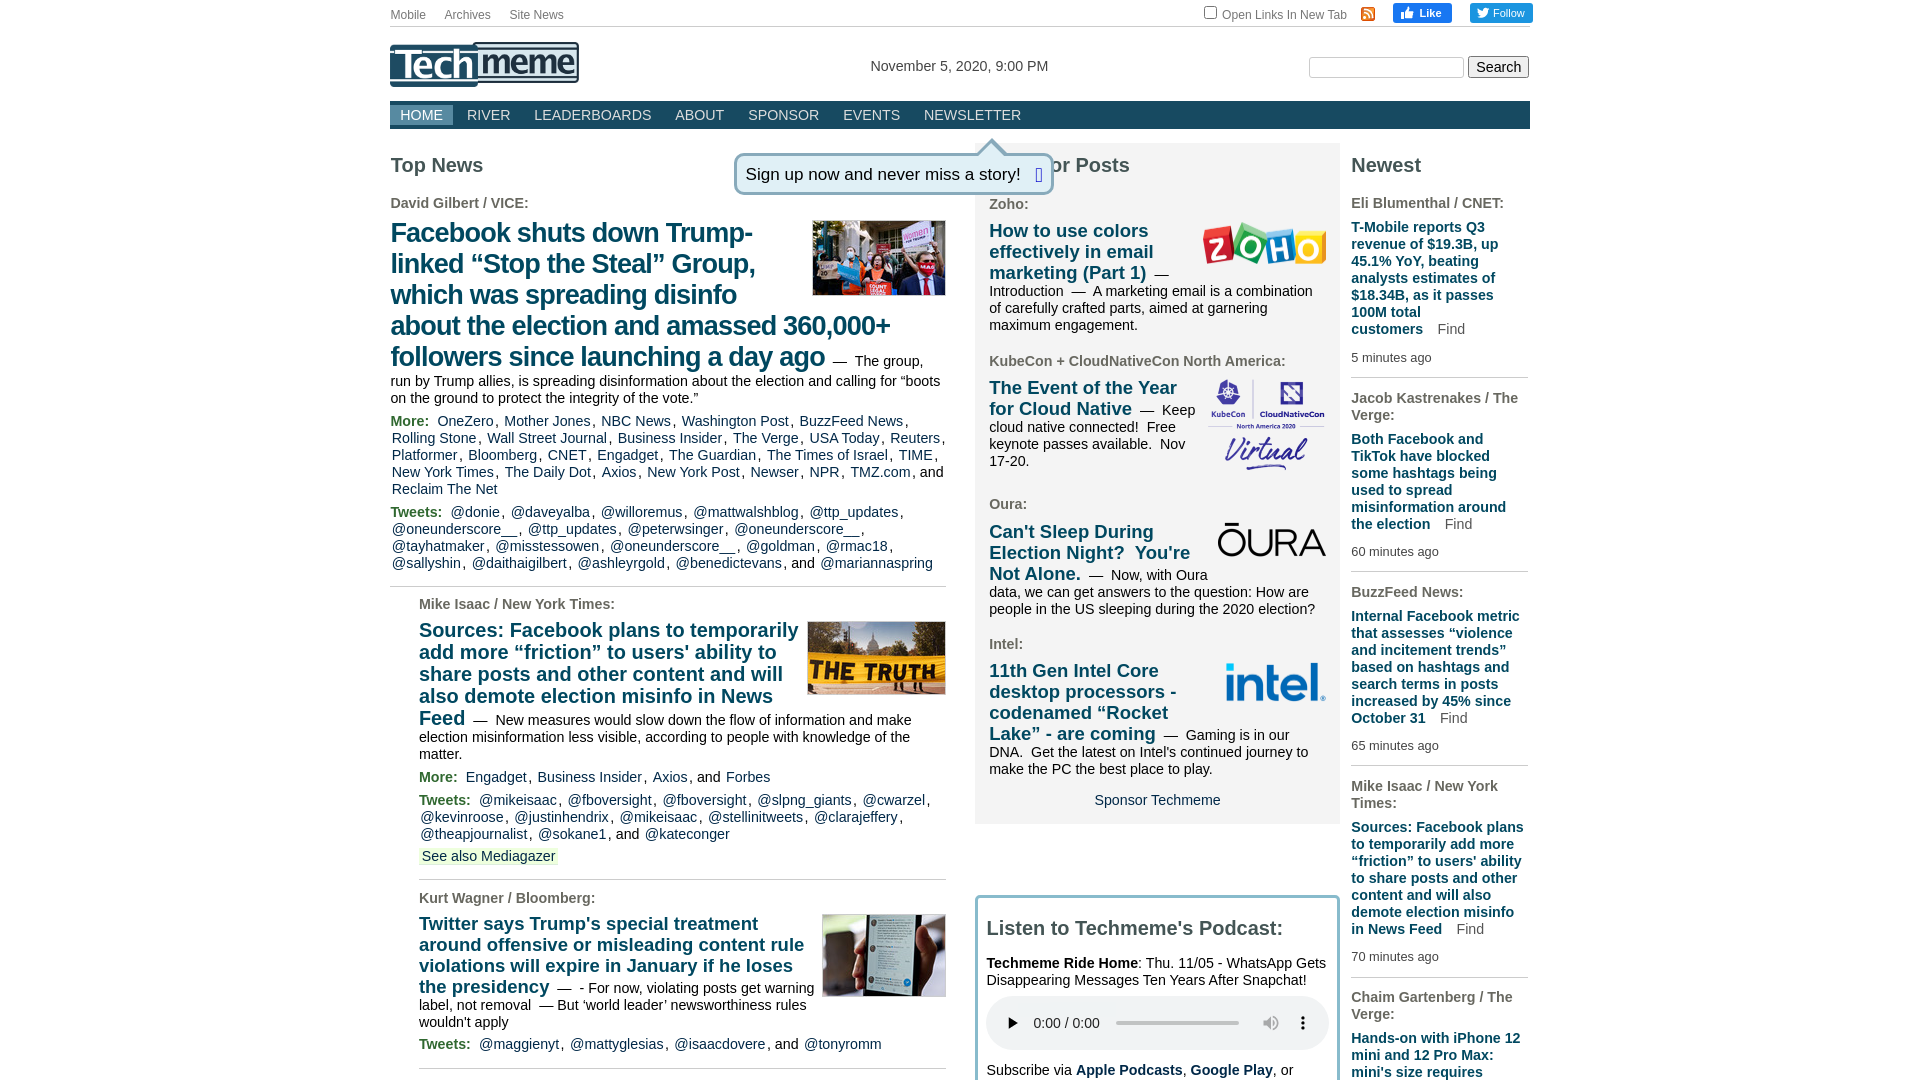 Mobile Archives Site News Open Links In New Tab Like Follow
Techmeme November 5, 2020, 9:00 PM Search
HOME RIVER LEADERBOARDS ABOUT SPONSOR EVENTS NEWSLETTER
Sign up now and never miss a story!
Top News
David Gilbert / VICE:
Facebook shuts down Trump-
linked “Stop the Steal” Group,
which was spreading disinfo
about the election and amassed 360,000+
followers since launching a day ago — The group,
run by Trump allies, is spreading disinformation about the election and calling for “boots
on the ground to protect the integrity of the vote.”
More: OneZero, Mother Jones, NBC News, Washington Post, BuzzFeed News,
Rolling Stone, Wall Street Journal, Business Insider, The Verge, USA Today, Reuters,
Platformer, Bloomberg, CNET, Engadget, The Guardian, The Times of Israel, TIME,
New York Times, The Daily Dot, Axios, New York Post, Newser, NPR, TMZ.com, and
Reclaim The Net
Tweets: @donie, @daveyalba, @willoremus, @mattwalshblog, @ttp_updates,
@oneunderscore__, @ttp_updates, @peterwsinger, @oneunderscore__,
@tayhatmaker, @misstessowen, @oneunderscore__, @goldman, @rmac18,
@sallyshin, @daithaigilbert, @ashleyrgold, @benedictevans, and @mariannaspring
Mike Isaac / New York Times:
Sources: Facebook plans to temporarily
add more “friction” to users' ability to
share posts and other content and will
also demote election misinfo in News
Feed — New measures would slow down the flow of information and make
election misinformation less visible, according to people with knowledge of the
matter.
THE TRUTH
More: Engadget, Business Insider, Axios, and Forbes
Tweets: @mikeisaac, @fboversight, @fboversight, @slpng_giants, @cwarzel,
@kevinroose, @justinhendrix, @mikeisaac, @stellinitweets, @clarajeffery,
@theapjournalist, @sokane1, and @kateconger
See also Mediagazer
Kurt Wagner / Bloomberg:
Twitter says Trump's special treatment
around offensive or misleading content rule
violations will expire in January if he loses
the presidency — - For now, violating posts get warning
label, not removal — But ‘world leader’ newsworthiness rules
wouldn't apply
Tweets: @maggienyt, @mattyglesias, @isaacdovere, and @tonyromm
or Posts
Zoho:
How to use colors
effectively in email
marketing (Part 1) —
Introduction — A marketing email is a combination
of carefully crafted parts, aimed at garnering
maximum engagement.
ZOHO
KubeCon + CloudNativeCon North America:
The Event of the Year
for Cloud Native — Keep
cloud native connected! Free
keynote passes available. Nov
17-20.
KubeCon CloudNativeCon
North America 2020
Virtual
Oura:
Can't Sleep During
Election Night? You're
Not Alone. — Now, with Oura
data, we can get answers to the question: How are
people in the US sleeping during the 2020 election?
ŌURA
Intel:
11th Gen Intel Core
desktop processors -
codenamed “Rocket
Lake” - are coming — Gaming is in our
DNA. Get the latest on Intel's continued journey to
make the PC the best place to play.
intel
Sponsor Techmeme
Listen to Techmeme's Podcast:
Techmeme Ride Home: Thu. 11/05 - WhatsApp Gets
Disappearing Messages Ten Years After Snapchat!
0:00 / 0:00
Subscribe via Apple Podcasts, Google Play, or
Newest
Eli Blumenthal / CNET:
T-Mobile reports Q3
revenue of $19.3B, up
45.1% YoY, beating
analysts estimates of
$18.34B, as it passes
100M total
customers Find
5 minutes ago
Jacob Kastrenakes / The
Verge:
Both Facebook and
TikTok have blocked
some hashtags being
used to spread
misinformation around
the election Find
60 minutes ago
BuzzFeed News:
Internal Facebook metric
that assesses “violence
and incitement trends”
based on hashtags and
search terms in posts
increased by 45% since
October 31 Find
65 minutes ago
Mike Isaac / New York
Times:
Sources: Facebook plans
to temporarily add more
“friction” to users' ability
to share posts and other
content and will also
demote election misinfo
in News Feed Find
70 minutes ago
Chaim Gartenberg / The
Verge:
Hands-on with iPhone 12
mini and 12 Pro Max:
mini's size requires